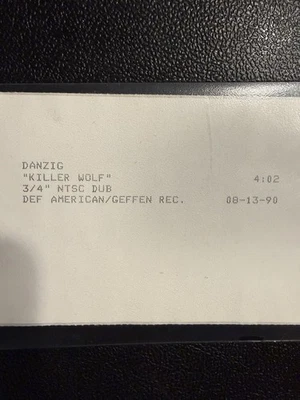 DANZIG
"KILLER WOLF" 4:02
3/4" NTSC DUB
DEF AMERICAN/GEFFEN REC. 08-13-90